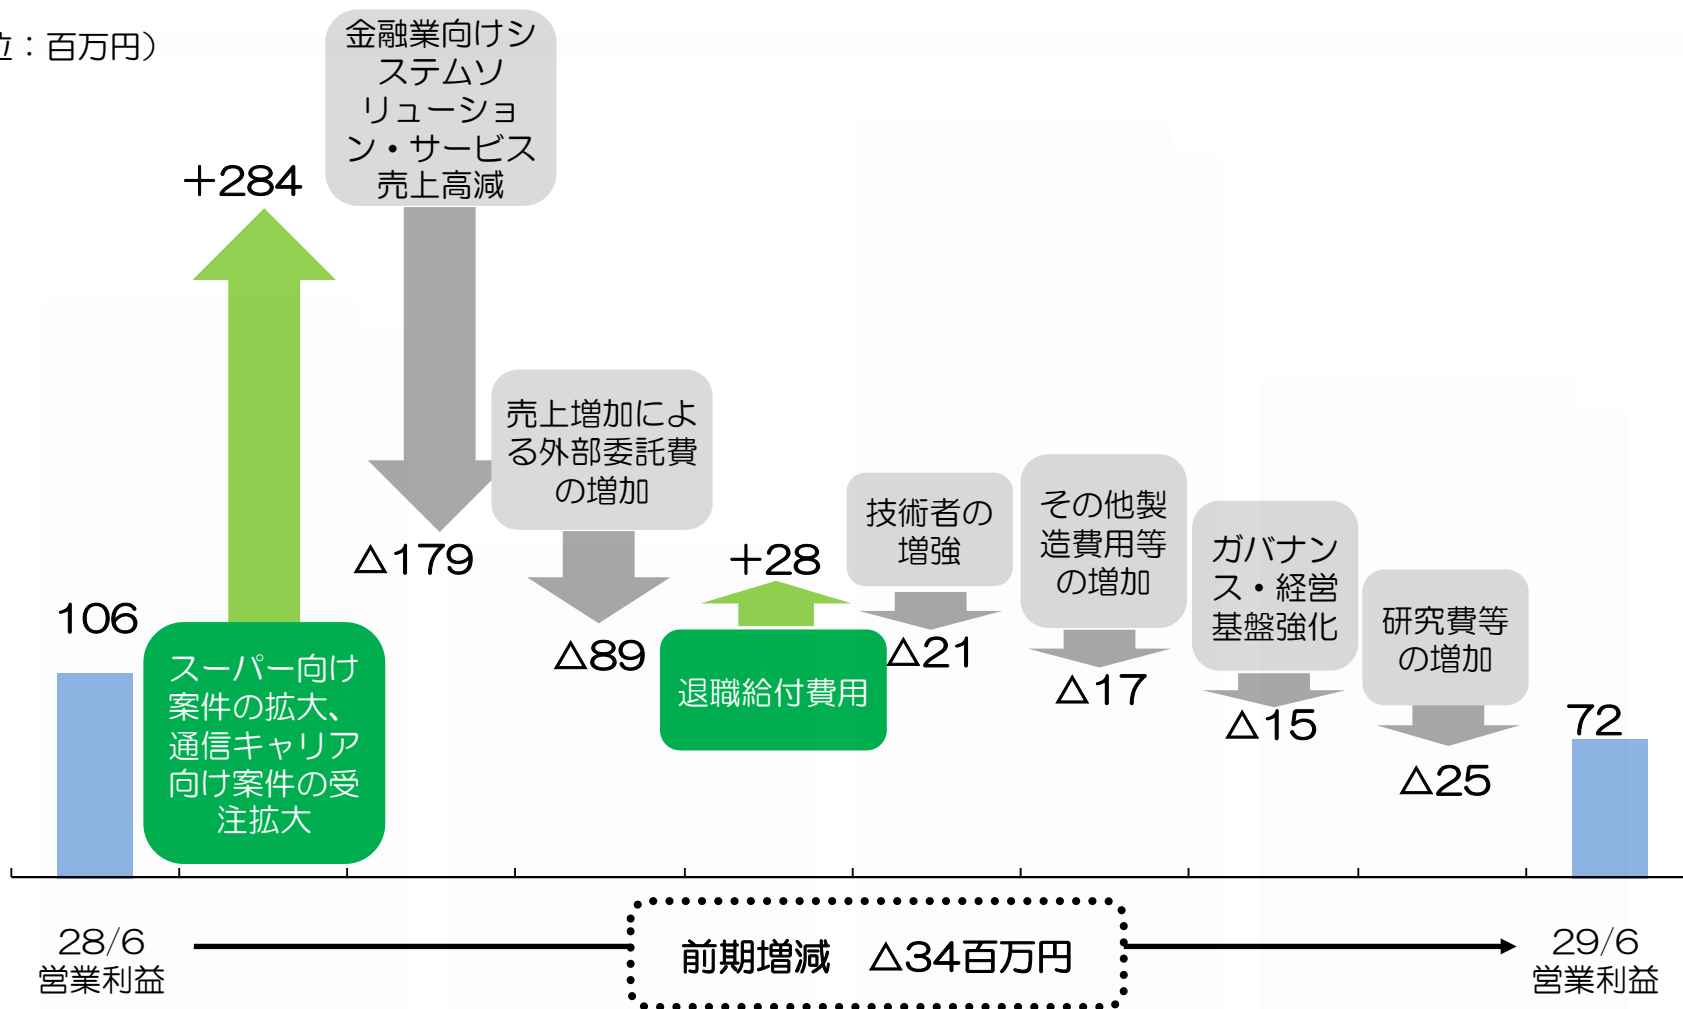 位：百万円）
金融業向けシ
ステムソ
リューショ
ン・サービス
売上高減
＋284
106
スーパー向け
案件の拡大、
通信キャリア
向け案件の受
注拡大
△179
売上増加によ
る外部委託費
の増加
△89
＋28
退職給付費用
技術者の
増強
△21
その他製
造費用等
の増加
△17
ガバナン
ス・経営
基盤強化
△15
研究費等
の増加
△25
72
28/6
営業利益
前期増減　△34百万円
29/6
営業利益